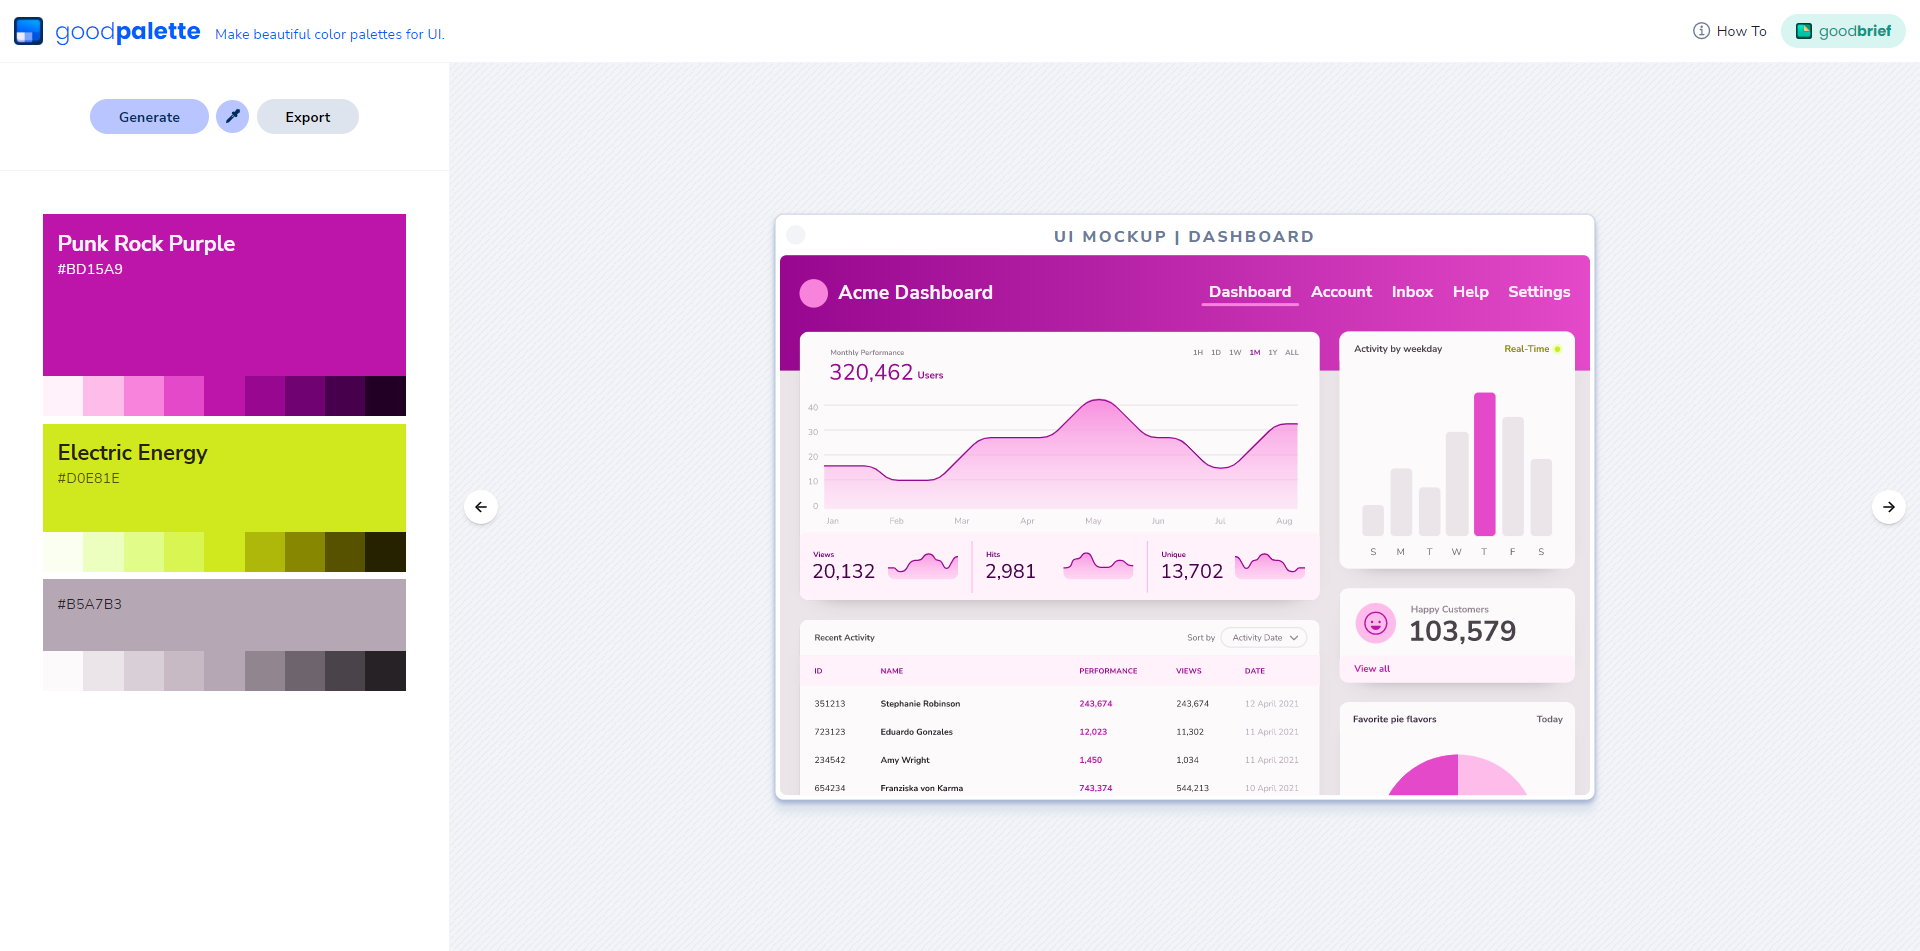 goodpalette Make beautiful color palettes for UI.
How To
goodbrief
Generate
Export
Punk Rock Purple
#BD15A9
Electric Energy
#D0E81E
#B5A7B3
UI MOCKUP | DASHBOARD
Acme Dashboard
Dashboard Account Inbox Help Settings
Monthly Performance
1H 1D 1W 1M 1Y ALL
320,462 Users
40
30
20
10
0
Jan Feb Mar Apr May Jun Jul Aug
Views
20,132
Hits
2,981
Unique
13,702
Activity by weekday
Real-Time
S M T W T F S
Happy Customers
103,579
View all
Recent Activity
Sort by Activity Date
ID NAME PERFORMANCE VIEWS DATE
351213 Stephanie Robinson 243,674 243,674 12 April 2021
723123 Eduardo Gonzales 12,023 11,302 11 April 2021
234542 Amy Wright 1,450 1,034 11 April 2021
654234 Franziska von Karma 743,374 544,213 10 April 2021
Favorite pie flavors
Today